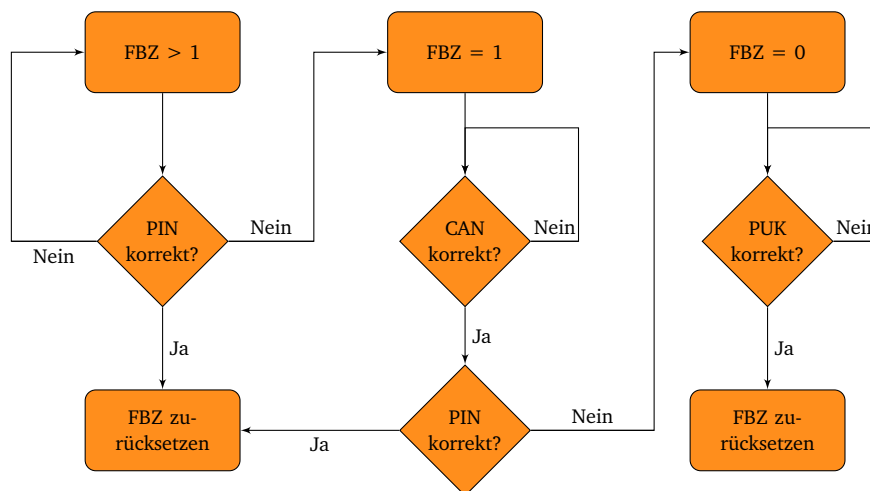 FBZ > 1
FBZ = 1
FBZ = 0
PIN
korrekt?
Nein
Nein
CAN
korrekt?
Nein
PUK
korrekt?
Nein
Ja
Ja
Ja
FBZ zu-
rücksetzen
Ja
PIN
korrekt?
Nein
FBZ zu-
rücksetzen